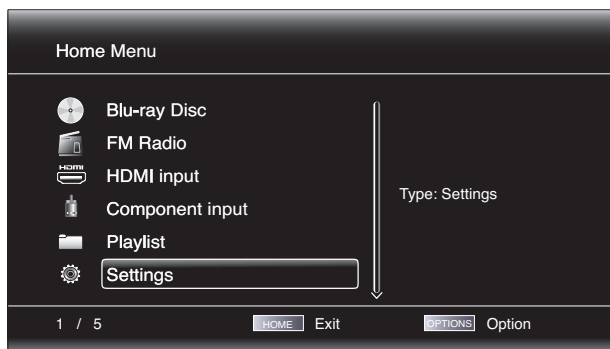 Home Menu
Blu-ray Disc
FM Radio
HDMI
HDMI input
Component input
Playlist
Settings
Type: Settings
1 / 5
HOME Exit
OPTIONS Option